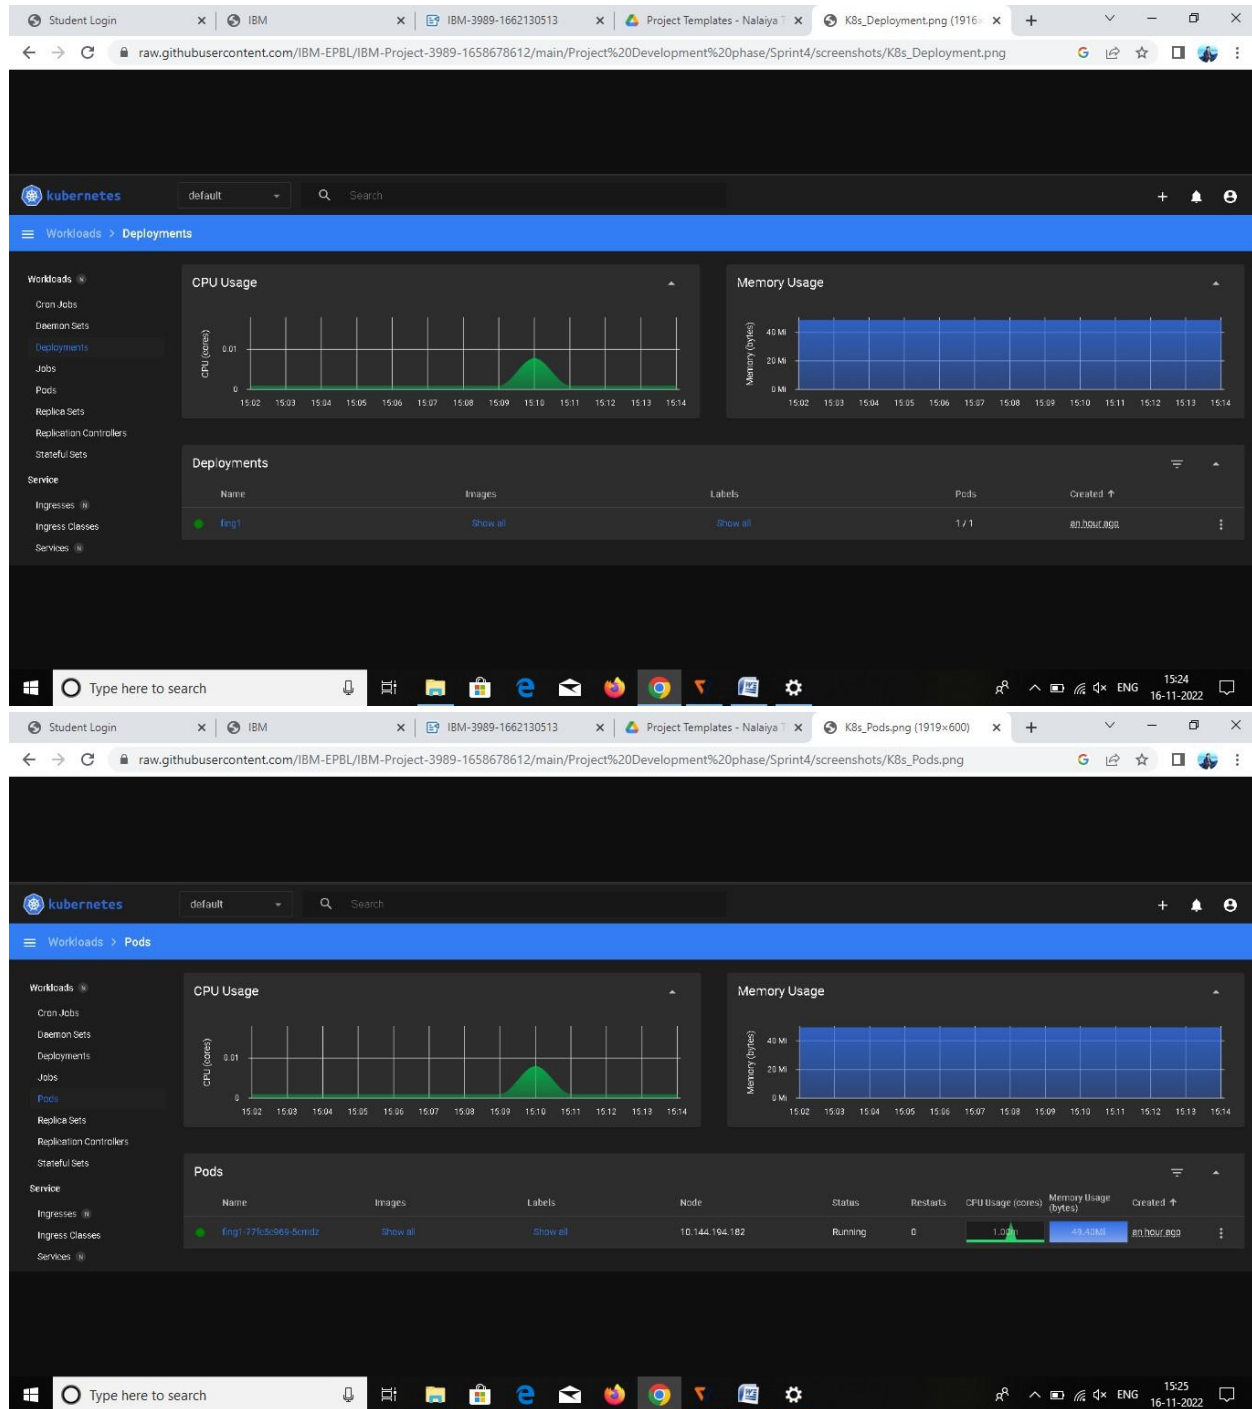 Student Login IBM IBM-3989-1662130513 Project Templates - Nalaiya T K8s_Deployment.png (1916×
raw.githubusercontent.com/IBM-EPBL/IBM-Project-3989-1658678612/main/Project%20Development%20phase/Sprint4/screenshots/K8s_Deployment.png
kubernetes default Search
Workloads > Deployments
Workloads N
Cron Jobs
Daemon Sets
Deployments
Jobs
Pods
Replica Sets
Replication Controllers
Stateful Sets
Service
Ingresses N
Ingress Classes
Services N
CPU Usage
CPU (cores)
0.01
0
15:02 15:03 15:04 15:05 15:06 15:07 15:08 15:09 15:10 15:11 15:12 15:13 15:14
Memory Usage
Memory (bytes)
40 Mi
20 Mi
0 Mi
15:02 15:03 15:04 15:05 15:06 15:07 15:08 15:09 15:10 15:11 15:12 15:13 15:14
Deployments
Name Images Labels Pods Created
fing1 Show all Show all 1 / 1 an hour ago
Type here to search ENG 15:24
16-11-2022
Student Login IBM IBM-3989-1662130513 Project Templates - Nalaiya T K8s_Pods.png (1919×600)
raw.githubusercontent.com/IBM-EPBL/IBM-Project-3989-1658678612/main/Project%20Development%20phase/Sprint4/screenshots/K8s_Pods.png
kubernetes default Search
Workloads > Pods
Workloads N
Cron Jobs
Daemon Sets
Deployments
Jobs
Pods
Replica Sets
Replication Controllers
Stateful Sets
Service
Ingresses N
Ingress Classes
Services N
CPU Usage
CPU (cores)
0.01
0
15:02 15:03 15:04 15:05 15:06 15:07 15:08 15:09 15:10 15:11 15:12 15:13 15:14
Memory Usage
Memory (bytes)
40 Mi
20 Mi
0 Mi
15:02 15:03 15:04 15:05 15:06 15:07 15:08 15:09 15:10 15:11 15:12 15:13 15:14
Pods
Name Images Labels Node Status Restarts CPU Usage (cores) Memory Usage (bytes) Created
Show all Show all 10.144.194.182 Running 0 1.00m 49.40Mi an hour ago
Type here to search ENG 15:25
16-11-2022